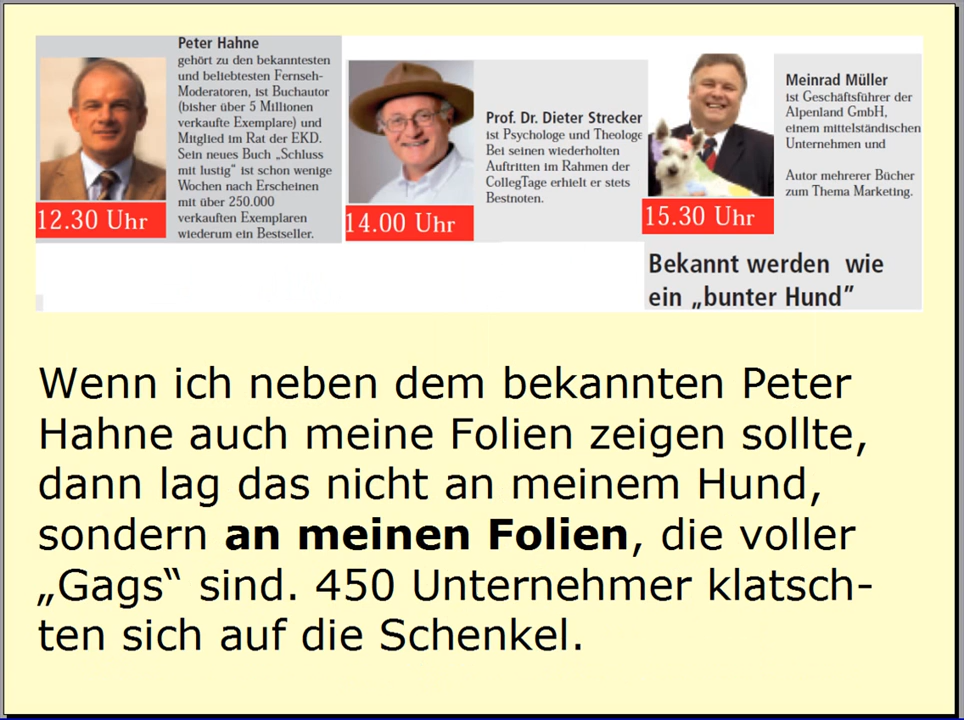 Peter Hahne
gehört zu den bekanntesten
und beliebtesten Fernseh-
Moderatoren, ist Buchautor
(bisher über 5 Millionen
verkaufte Exemplare) und
Mitglied im Rat der EKD.
Sein neues Buch „Schluss
mit lustig“ ist schon wenige
Wochen nach Erscheinen
mit über 250.000
verkauften Exemplaren
wiederum ein Bestseller.
12.30 Uhr
Prof. Dr. Dieter Strecker
ist Psychologe und Theologe
Bei seinen wiederholten
Auftritten im Rahmen der
CollegTage erhielt er stets
Bestnoten.
14.00 Uhr
Meinrad Müller
ist Geschäftsführer der
Alpenland GmbH,
einem mittelständischen
Unternehmen und
Autor mehrerer Bücher
zum Thema Marketing.
15.30 Uhr
Bekannt werden wie
ein „bunter Hund”
Wenn ich neben dem bekannten Peter
Hahne auch meine Folien zeigen sollte,
dann lag das nicht an meinem Hund,
sondern an meinen Folien, die voller
„Gags“ sind. 450 Unternehmer klatsch-
ten sich auf die Schenkel.